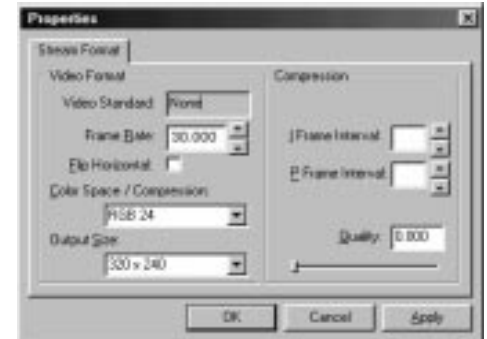 Properties
Stream Format
Video Format
Video Standard: None
Frame Rate: 30.000
Flip Horizontal:
Color Space / Compression:
RGB 24
Output Size:
320 x 240
Compression
I Frame Interval:
P Frame Interval:
Quality: 0.000
OK
Cancel
Apply